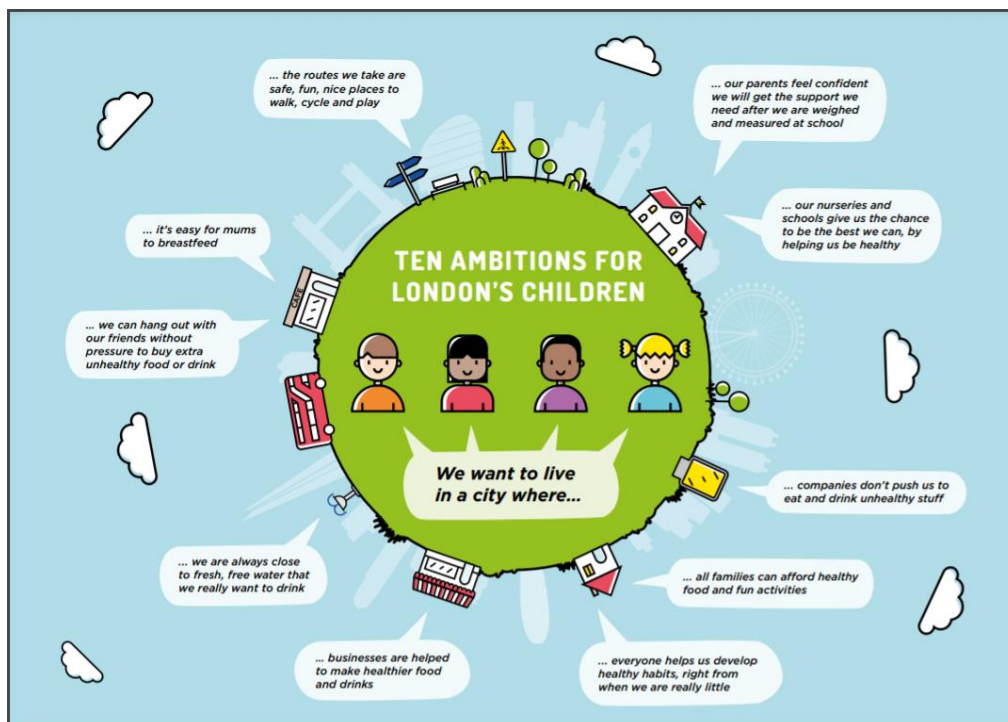 ... the routes we take are
safe, fun, nice places to
walk, cycle and play
... our parents feel confident
we will get the support we
need after we are weighed
and measured at school
... it's easy for mums
to breastfeed
... our nurseries and
schools give us the chance
to be the best we can, by
helping us be healthy
TEN AMBITIONS FOR
LONDON'S CHILDREN
CAFE
... we can hang out with
our friends without
pressure to buy extra
unhealthy food or drink
We want to live
in a city where...
... companies don't push us to
eat and drink unhealthy stuff
... we are always close
to fresh, free water that
we really want to drink
... all families can afford healthy
food and fun activities
... businesses are helped
to make healthier food
and drinks
... everyone helps us develop
healthy habits, right from
when we are really little